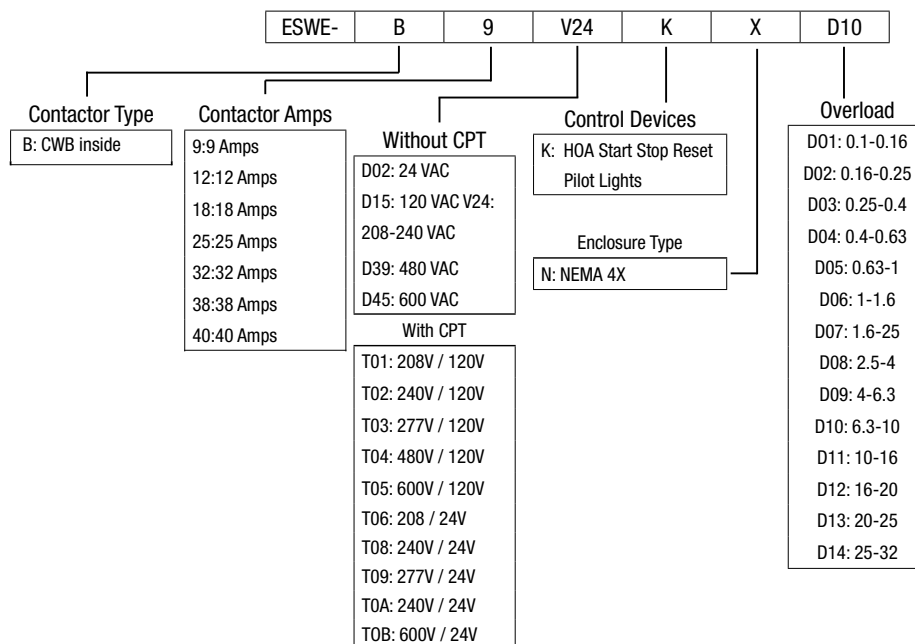 ESWE- B 9 V24 K X D10
Contactor Type
B: CWB inside
Contactor Amps
9:9 Amps
12:12 Amps
18:18 Amps
25:25 Amps
32:32 Amps
38:38 Amps
40:40 Amps
Without CPT
D02: 24 VAC
D15: 120 VAC V24:
208-240 VAC
D39: 480 VAC
D45: 600 VAC
With CPT
T01: 208V / 120V
T02: 240V / 120V
T03: 277V / 120V
T04: 480V / 120V
T05: 600V / 120V
T06: 208 / 24V
T08: 240V / 24V
T09: 277V / 24V
T0A: 240V / 24V
T0B: 600V / 24V
Control Devices
K: HOA Start Stop Reset
Pilot Lights
Enclosure Type
N: NEMA 4X
Overload
D01: 0.1-0.16
D02: 0.16-0.25
D03: 0.25-0.4
D04: 0.4-0.63
D05: 0.63-1
D06: 1-1.6
D07: 1.6-25
D08: 2.5-4
D09: 4-6.3
D10: 6.3-10
D11: 10-16
D12: 16-20
D13: 20-25
D14: 25-32